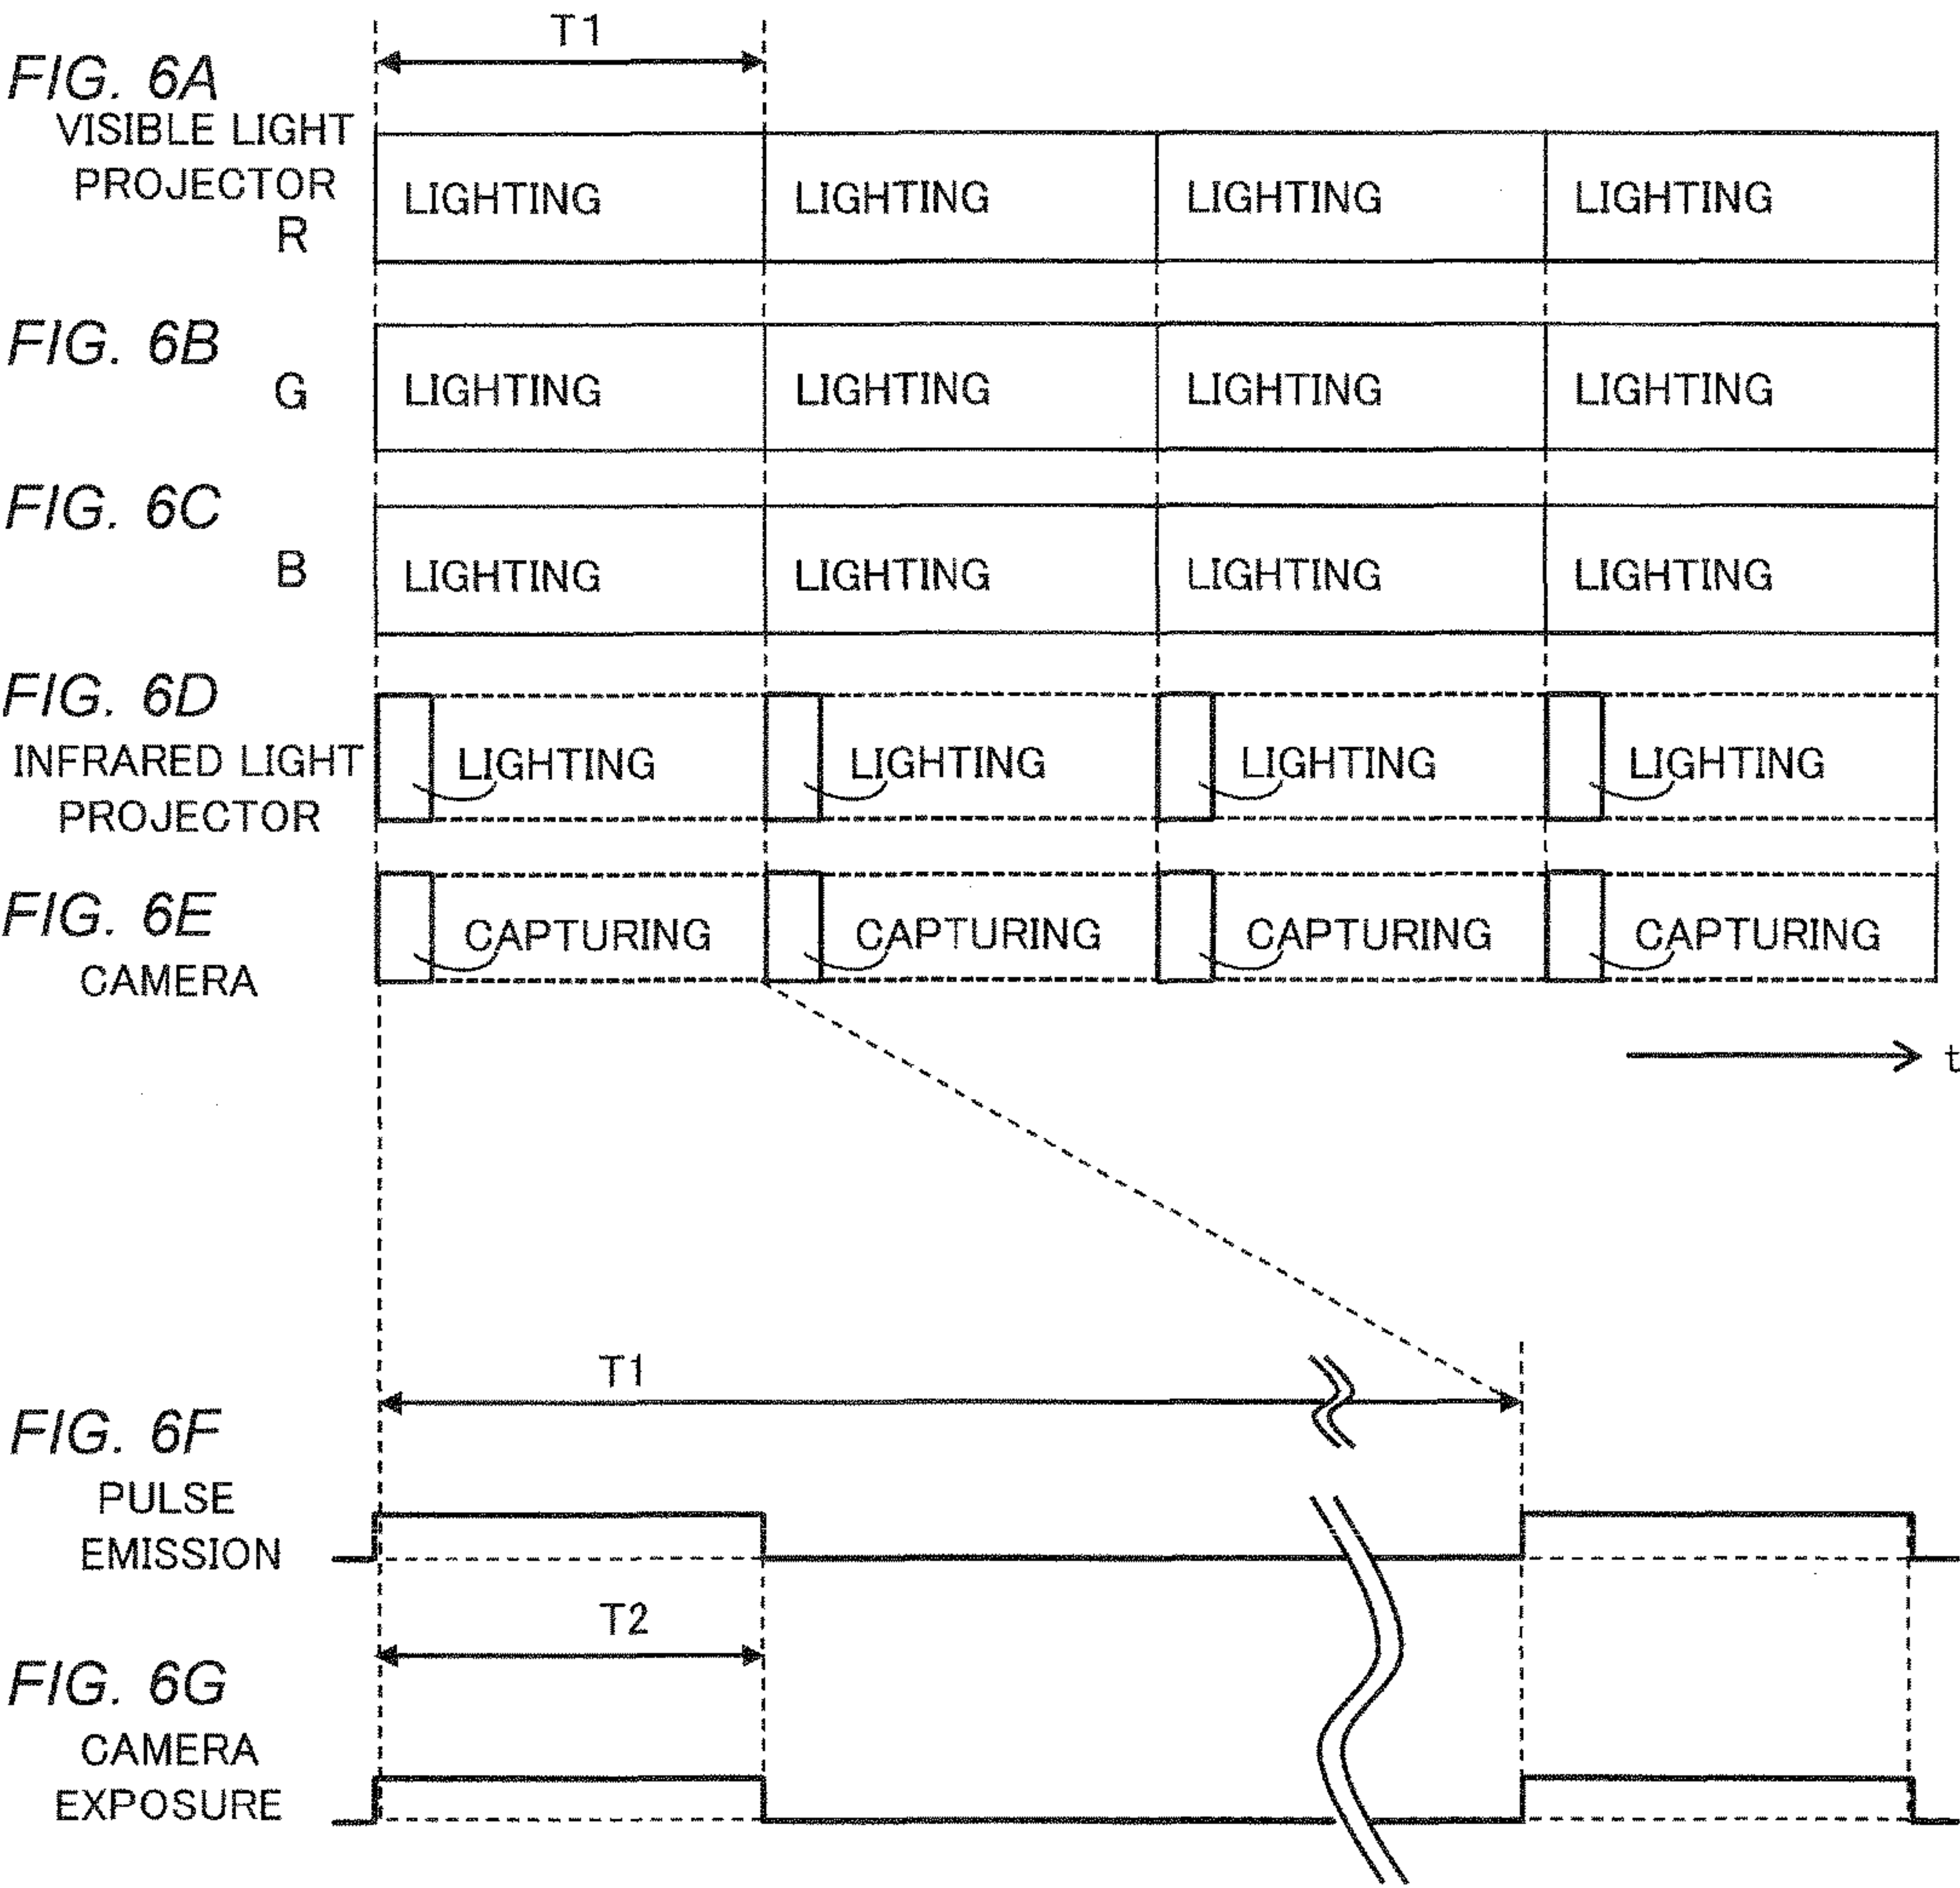 T1
FIG. 6A
VISIBLE LIGHT
PROJECTOR
R
LIGHTING LIGHTING LIGHTING LIGHTING
FIG. 6B
G
LIGHTING LIGHTING LIGHTING LIGHTING
FIG. 6C
B
LIGHTING LIGHTING LIGHTING LIGHTING
FIG. 6D
INFRARED LIGHT
PROJECTOR
LIGHTING LIGHTING LIGHTING LIGHTING
FIG. 6E
CAMERA
CAPTURING CAPTURING CAPTURING CAPTURING
t
T1
FIG. 6F
PULSE
EMISSION
T2
FIG. 6G
CAMERA
EXPOSURE